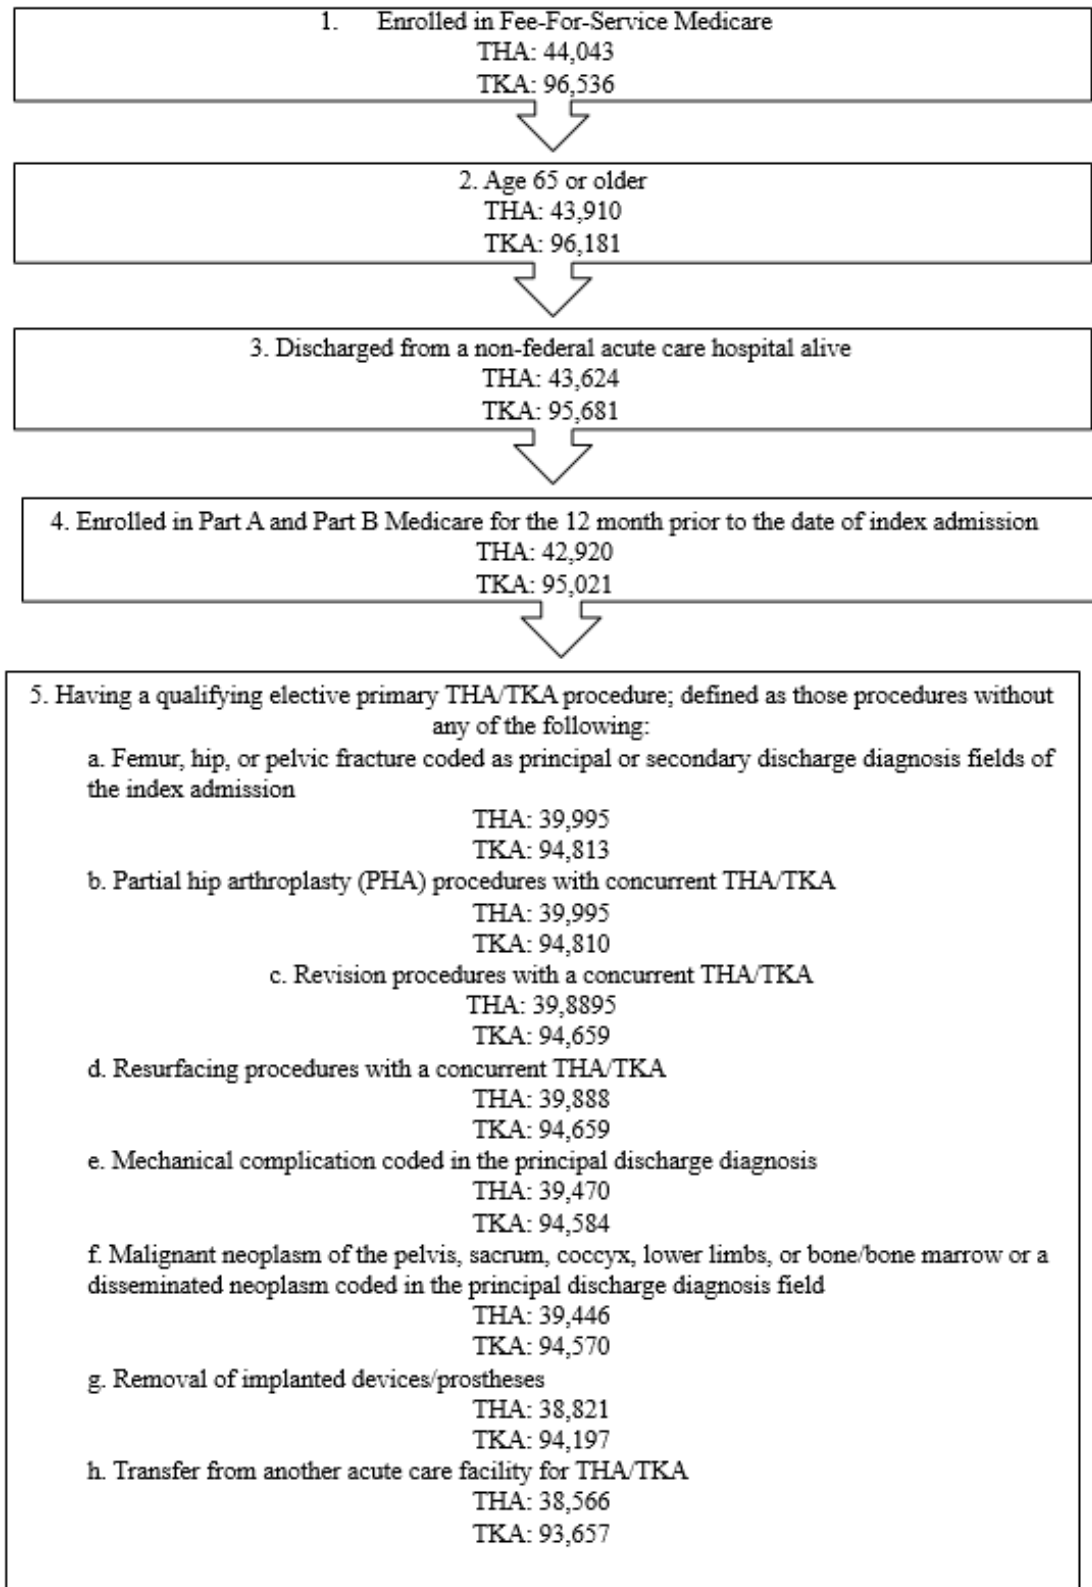 1. Enrolled in Fee-For-Service Medicare
THA: 44,043
TKA: 96,536
2. Age 65 or older
THA: 43,910
TKA: 96,181
3. Discharged from a non-federal acute care hospital alive
THA: 43,624
TKA: 95,681
4. Enrolled in Part A and Part B Medicare for the 12 month prior to the date of index admission
THA: 42,920
TKA: 95,021
5. Having a qualifying elective primary THA/TKA procedure; defined as those procedures without
any of the following:
a. Femur, hip, or pelvic fracture coded as principal or secondary discharge diagnosis fields of
the index admission
THA: 39,995
TKA: 94,813
b. Partial hip arthroplasty (PHA) procedures with concurrent THA/TKA
THA: 39,995
TKA: 94,810
c. Revision procedures with a concurrent THA/TKA
THA: 39,8895
TKA: 94,659
d. Resurfacing procedures with a concurrent THA/TKA
THA: 39,888
TKA: 94,659
e. Mechanical complication coded in the principal discharge diagnosis
THA: 39,470
TKA: 94,584
f. Malignant neoplasm of the pelvis, sacrum, coccyx, lower limbs, or bone/bone marrow or a
disseminated neoplasm coded in the principal discharge diagnosis field
THA: 39,446
TKA: 94,570
g. Removal of implanted devices/prostheses
THA: 38,821
TKA: 94,197
h. Transfer from another acute care facility for THA/TKA
THA: 38,566
TKA: 93,657